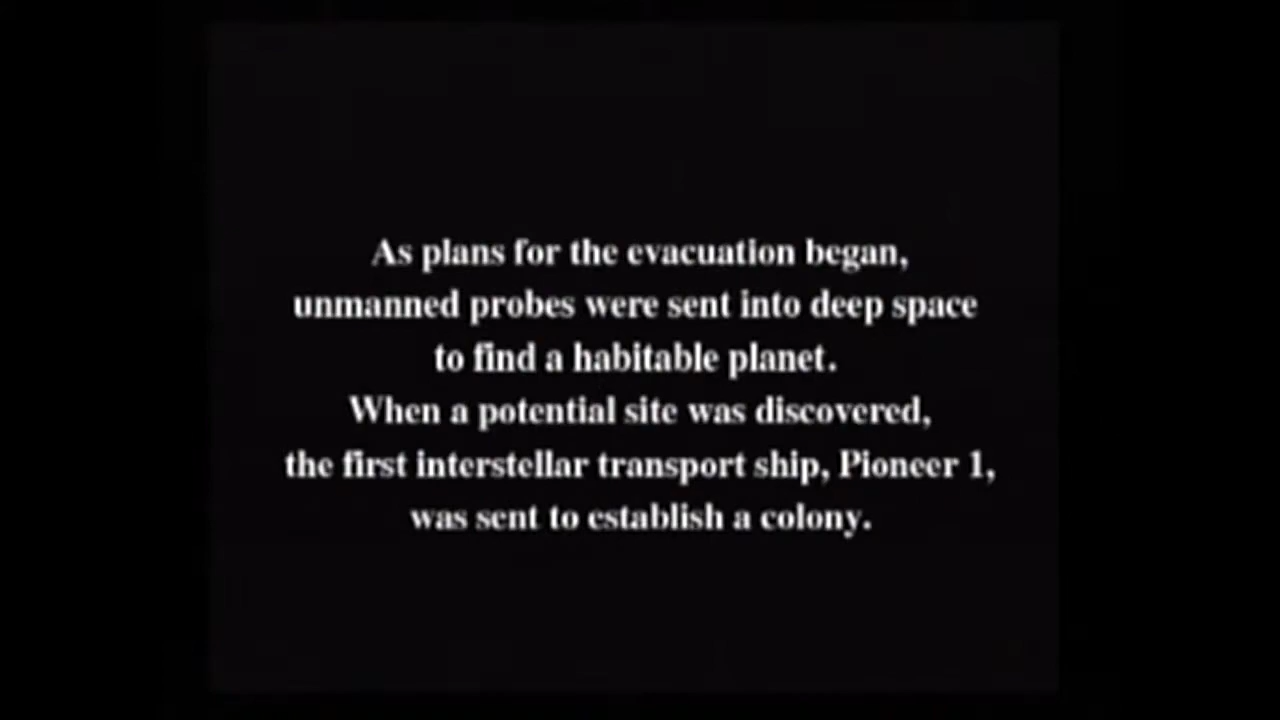 As plans for the evacuation began,
unmanned probes were sent into deep space
to find a habitable planet.
When a potential site was discovered,
the first interstellar transport ship, Pioneer 1,
was sent to establish a colony.